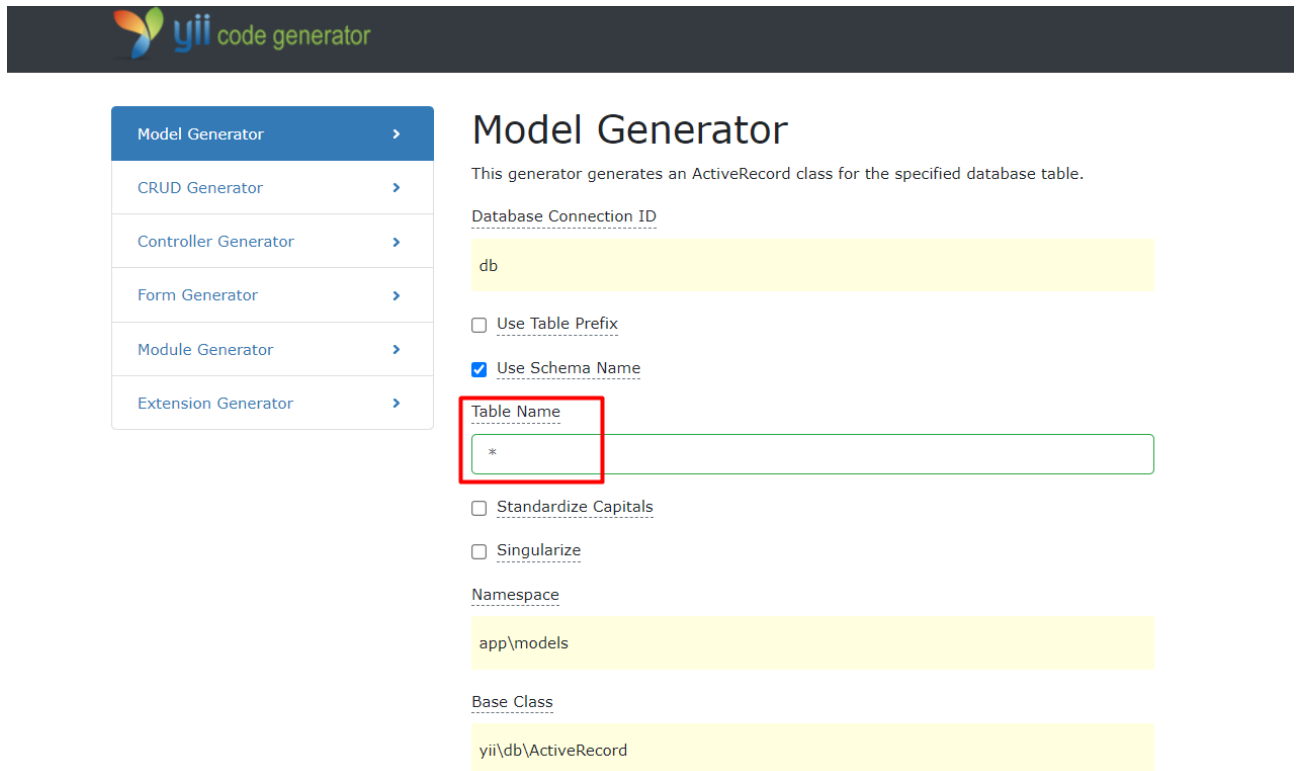 yii code generator
Model Generator
CRUD Generator
Controller Generator
Form Generator
Module Generator
Extension Generator
Model Generator
This generator generates an ActiveRecord class for the specified database table.
Database Connection ID
db
Use Table Prefix
Use Schema Name
Table Name
*
Standardize Capitals
Singularize
Namespace
app\models
Base Class
yii\db\ActiveRecord